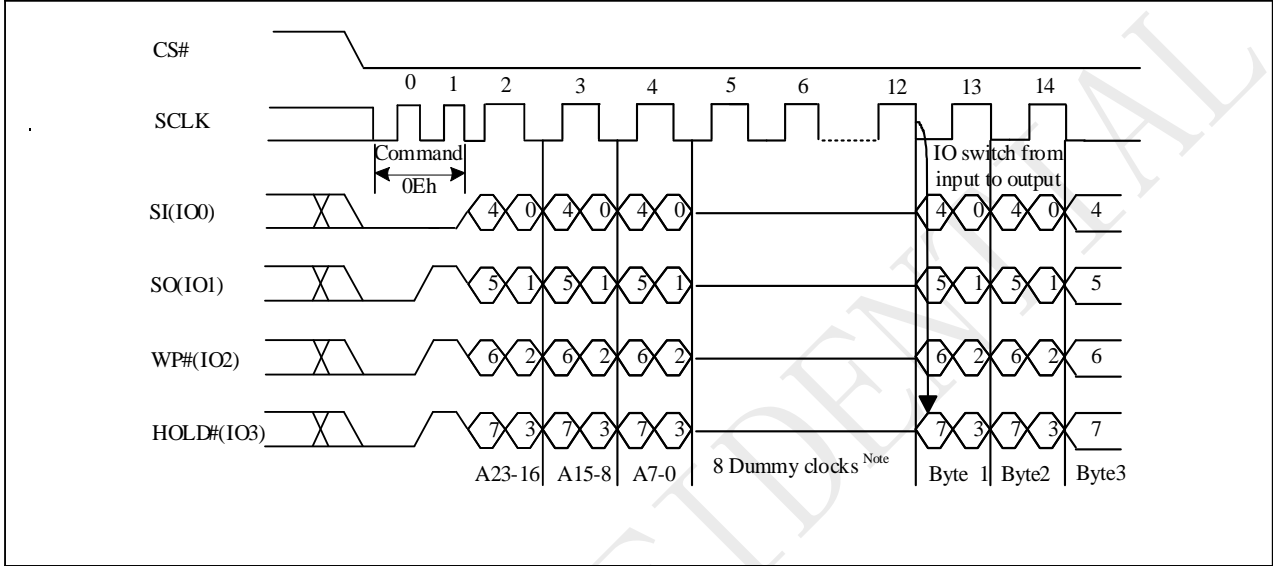 CS#
0 1 2 3 4 5 6 12 13 14
SCLK
Command
0Eh
IO switch from
input to output
SI(IO0) 4 0 4 0 4 0 4 0 4 0 4
SO(IO1) 5 1 5 1 5 1 5 1 5 1 5
WP#(IO2) 6 2 6 2 6 2 6 2 6 2 6
HOLD#(IO3) 7 3 7 3 7 3 7 3 7 3 7
A23-16 A15-8 A7-0 8 Dummy clocks Note Byte 1 Byte2 Byte3